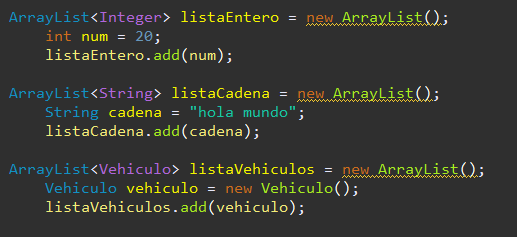 ArrayList<Integer> listaEntero = new ArrayList();
int num = 20;
listaEntero.add(num);
ArrayList<String> listaCadena = new ArrayList();
String cadena = "hola mundo";
listaCadena.add(cadena);
ArrayList<Vehiculo> listaVehiculos = new ArrayList();
Vehiculo vehiculo = new Vehiculo();
listaVehiculos.add(vehiculo);